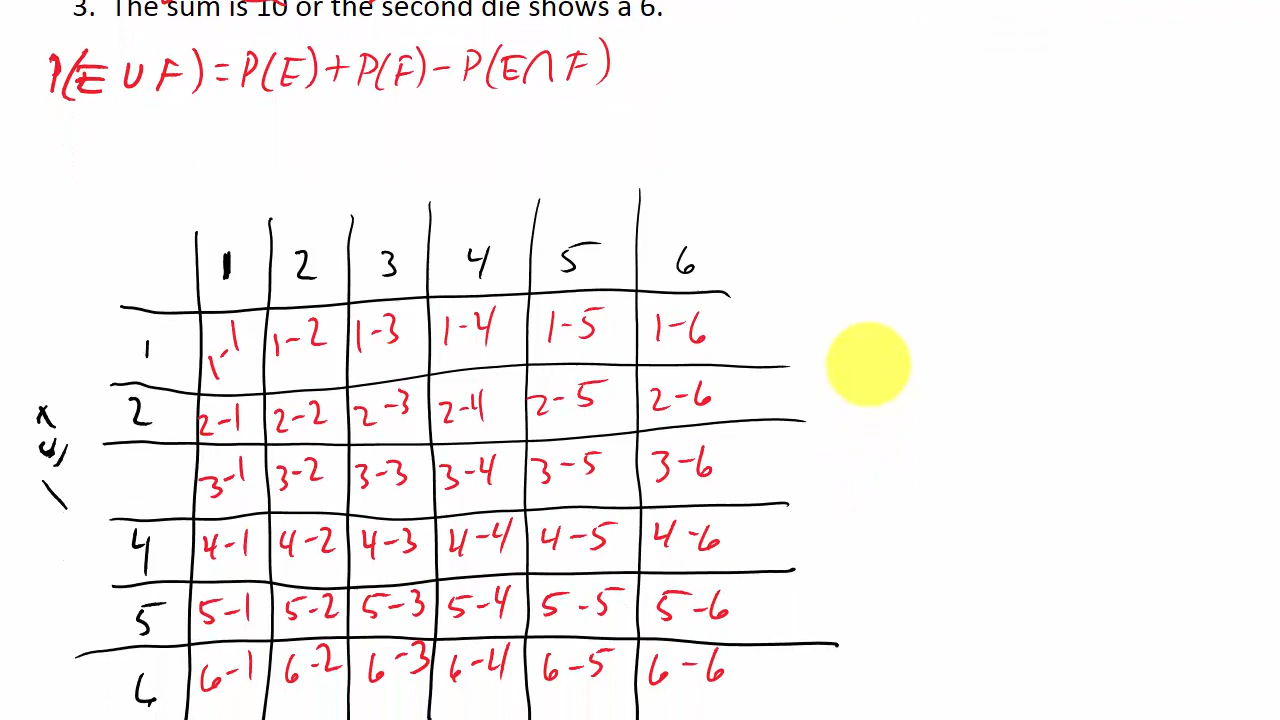 3. The sum is 10 or the second die shows a 6.
P(E ∪ F) = P(E) + P(F) - P(E ∩ F)
1 2 3 4 5 6
1 1-1 1-2 1-3 1-4 1-5 1-6
2 2-1 2-2 2-3 2-4 2-5 2-6
3-1 3-2 3-3 3-4 3-5 3-6
4 4-1 4-2 4-3 4-4 4-5 4-6
5 5-1 5-2 5-3 5-4 5-5 5-6
6 6-1 6-2 6-3 6-4 6-5 6-6